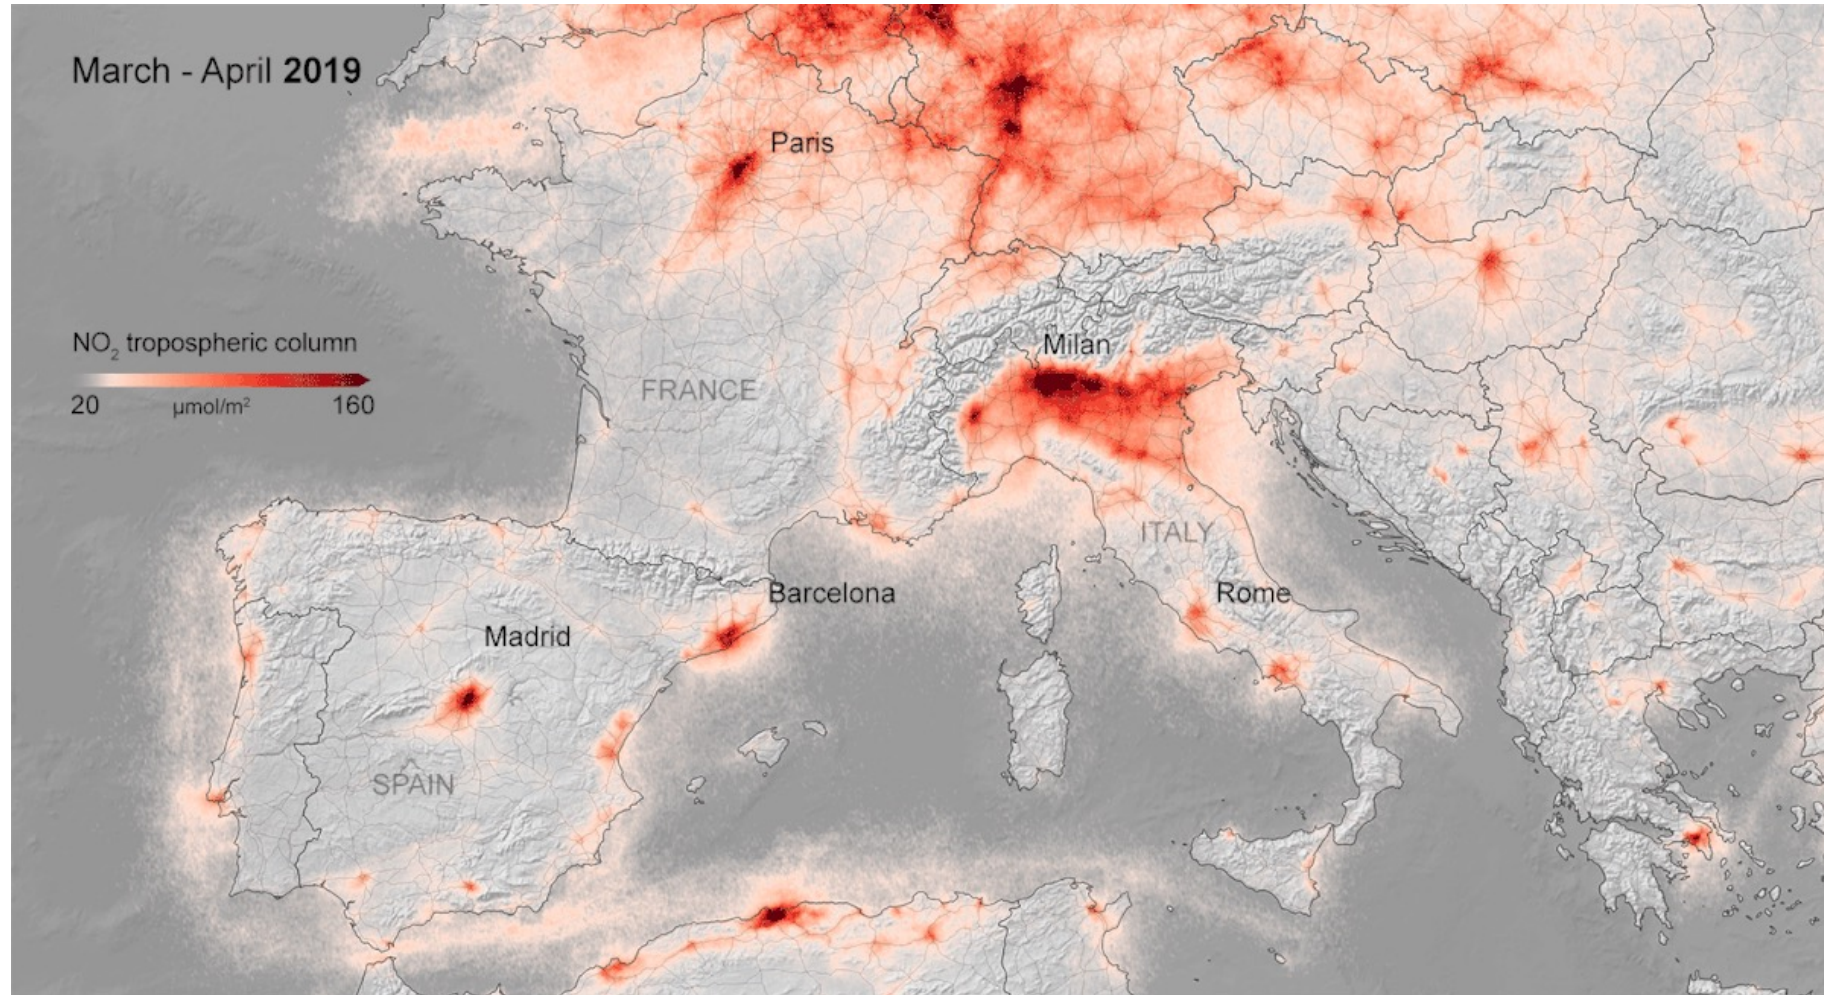 March - April 2019
Paris
NO₂ tropospheric column
20 µmol/m² 160
Milan
FRANCE
ITALY
Barcelona
Rome
Madrid
SPAIN